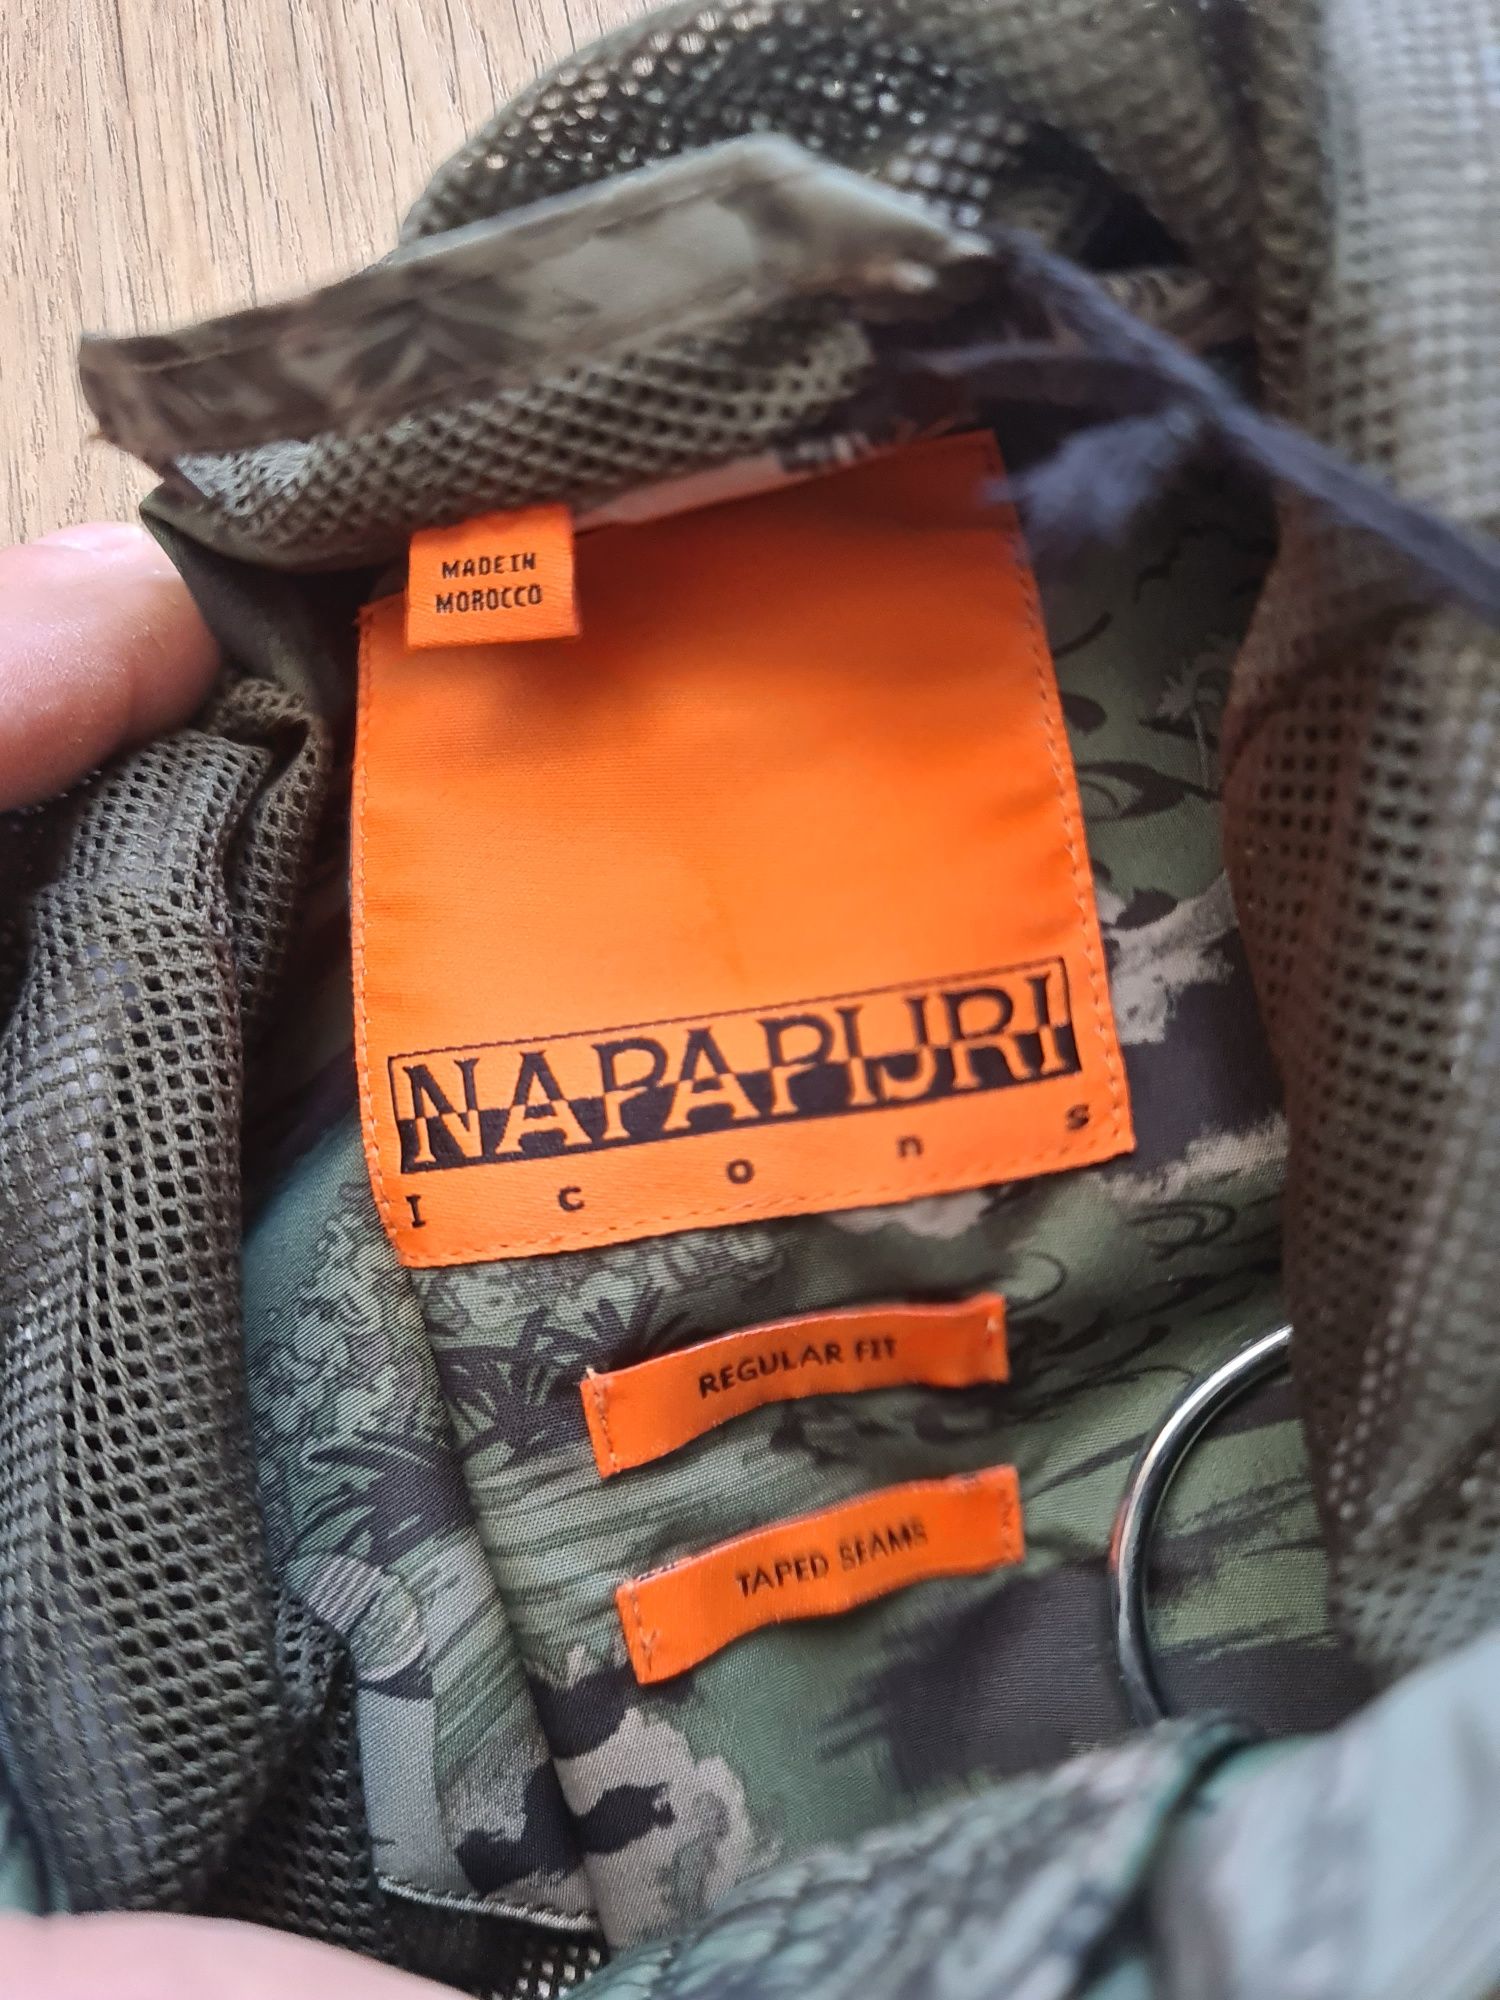 MADE IN
MOROCCO
NAPAPIJRI
Icons
REGULAR FIT
TAPED SEAMS